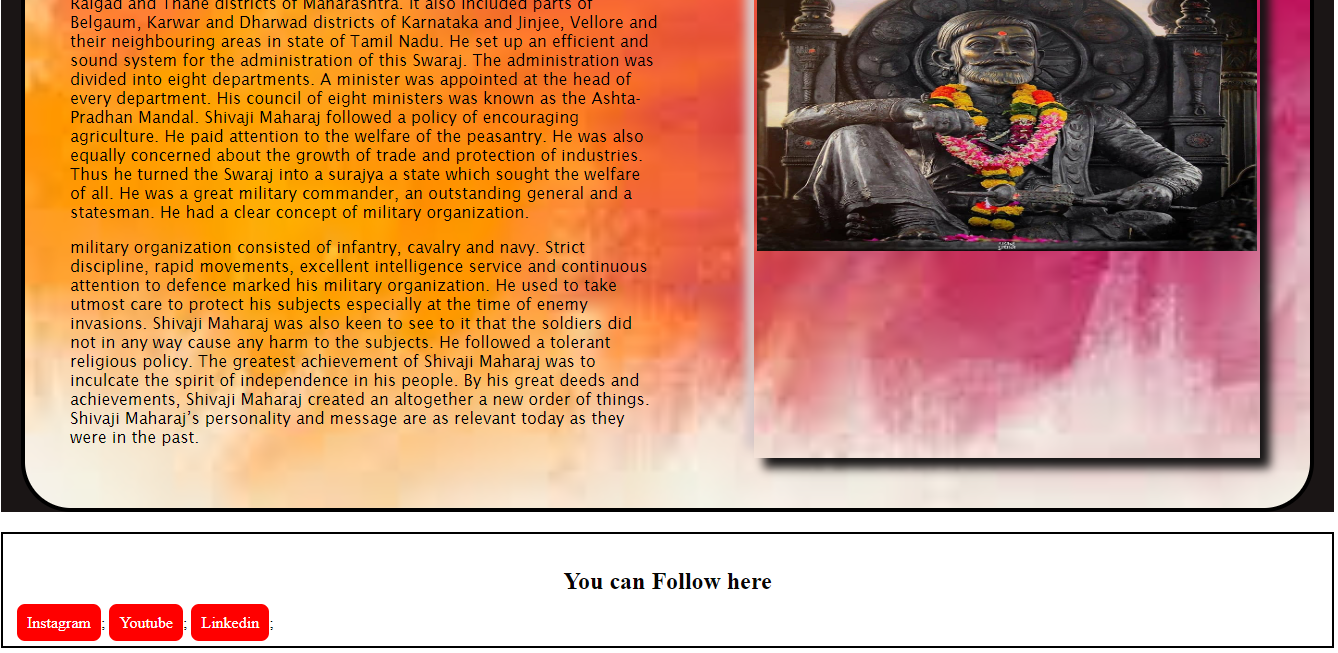 Raigad and Thane districts of Maharashtra. It also included parts of
Belgaum, Karwar and Dharwad districts of Karnataka and Jinjee, Vellore and
their neighbouring areas in state of Tamil Nadu. He set up an efficient and
sound system for the administration of this Swaraj. The administration was
divided into eight departments. A minister was appointed at the head of
every department. His council of eight ministers was known as the Ashta-
Pradhan Mandal. Shivaji Maharaj followed a policy of encouraging
agriculture. He paid attention to the welfare of the peasantry. He was also
equally concerned about the growth of trade and protection of industries.
Thus he turned the Swaraj into a surajya a state which sought the welfare
of all. He was a great military commander, an outstanding general and a
statesman. He had a clear concept of military organization.
military organization consisted of infantry, cavalry and navy. Strict
discipline, rapid movements, excellent intelligence service and continuous
attention to defence marked his military organization. He used to take
utmost care to protect his subjects especially at the time of enemy
invasions. Shivaji Maharaj was also keen to see to it that the soldiers did
not in any way cause any harm to the subjects. He followed a tolerant
religious policy. The greatest achievement of Shivaji Maharaj was to
inculcate the spirit of independence in his people. By his great deeds and
achievements, Shivaji Maharaj created an altogether a new order of things.
Shivaji Maharaj’s personality and message are as relevant today as they
were in the past.
You can Follow here
Instagram ; Youtube ; Linkedin ;